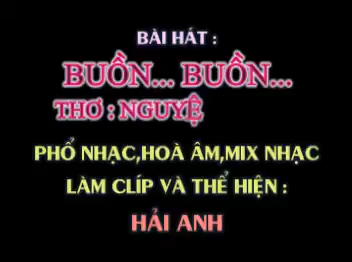 BÀI HÁT :
BUỒN... BUỒN...
THƠ : NGUYỆ
PHỔ NHẠC,HOÀ ÂM,MIX NHẠC
LÀM CLÍP VÀ THỂ HIỆN :
HẢI ANH